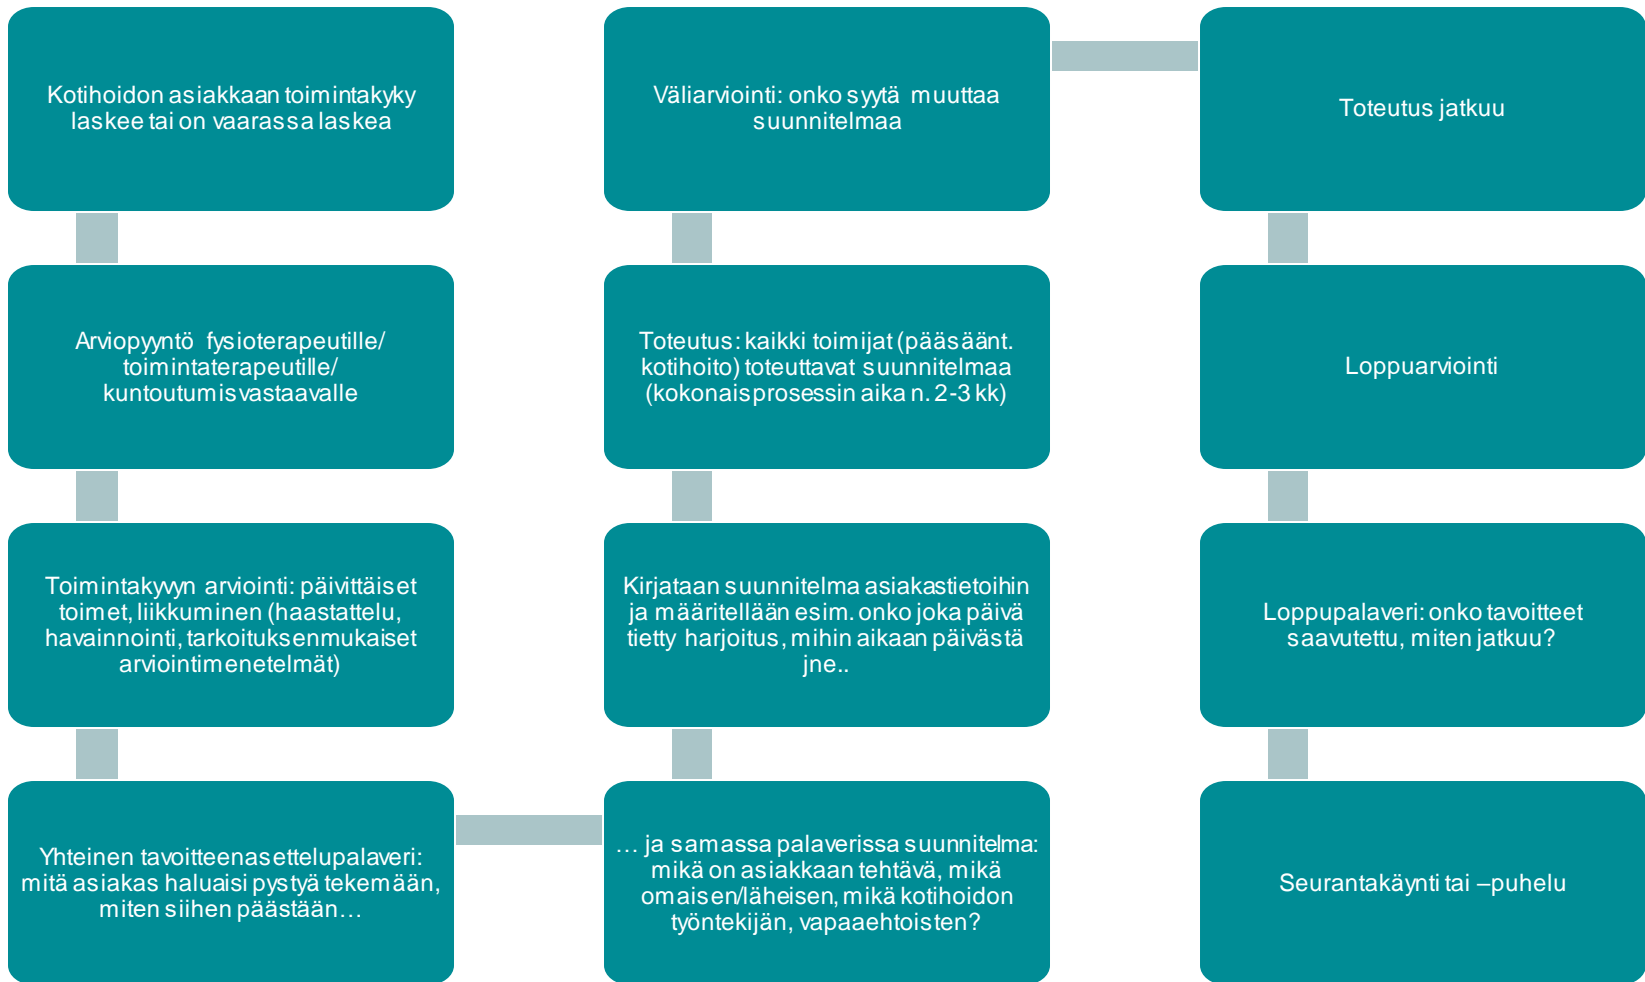 Kotihoidon asiakkaan toimintakyky
laskee tai on vaarassa laskea
Arviopyyntö fysioterapeutille/
toimintaterapeutille/
kuntoutumisvastaavalle
Toimintakyvyn arviointi: päivittäiset
toimet, liikkuminen (haastattelu,
havainnointi, tarkoituksenmukaiset
arviointimenetelmät)
Yhteinen tavoitteenasettelupalaveri:
mitä asiakas haluaisi pystyä tekemään,
miten siihen päästään…
… ja samassa palaverissa suunnitelma:
mikä on asiakkaan tehtävä, mikä
omaisen/läheisen, mikä kotihoidon
työntekijän, vapaaehtoisten?
Kirjataan suunnitelma asiakastietoihin
ja määritellään esim. onko joka päivä
tietty harjoitus, mihin aikaan päivästä
jne..
Toteutus: kaikki toimijat (pääsäänt.
kotihoito) toteuttavat suunnitelmaa
(kokonaisprosessin aika n. 2-3 kk)
Väliarviointi: onko syytä muuttaa
suunnitelmaa
Toteutus jatkuu
Loppuarviointi
Loppupalaveri: onko tavoitteet
saavutettu, miten jatkuu?
Seurantakäynti tai –puhelu